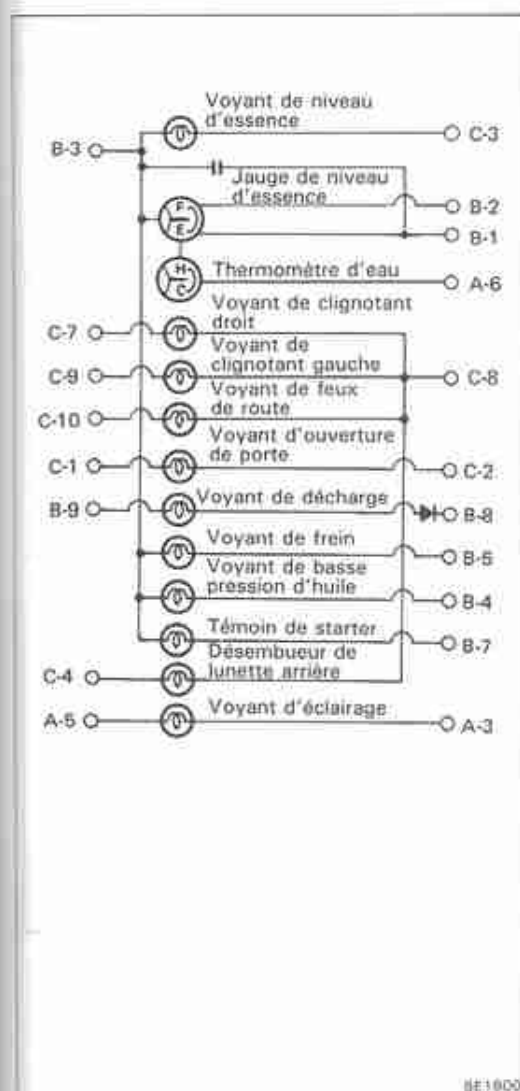 Voyant de niveau
d'essence
C-3
B-3
Jauge de niveau
d'essence
F
E
B-2
B-1
H
C
Thermomètre d'eau
A-6
Voyant de clignotant
droit
C-7
Voyant de
clignotant gauche
C-9
C-8
Voyant de feux
de route
C-10
Voyant d'ouverture
de porte
C-1
C-2
Voyant de décharge
B-9
B-8
Voyant de frein
B-5
Voyant de basse
pression d'huile
B-4
Témoin de starter
B-7
Désembueur de
lunette arrière
C-4
Voyant d'éclairage
A-5
A-3